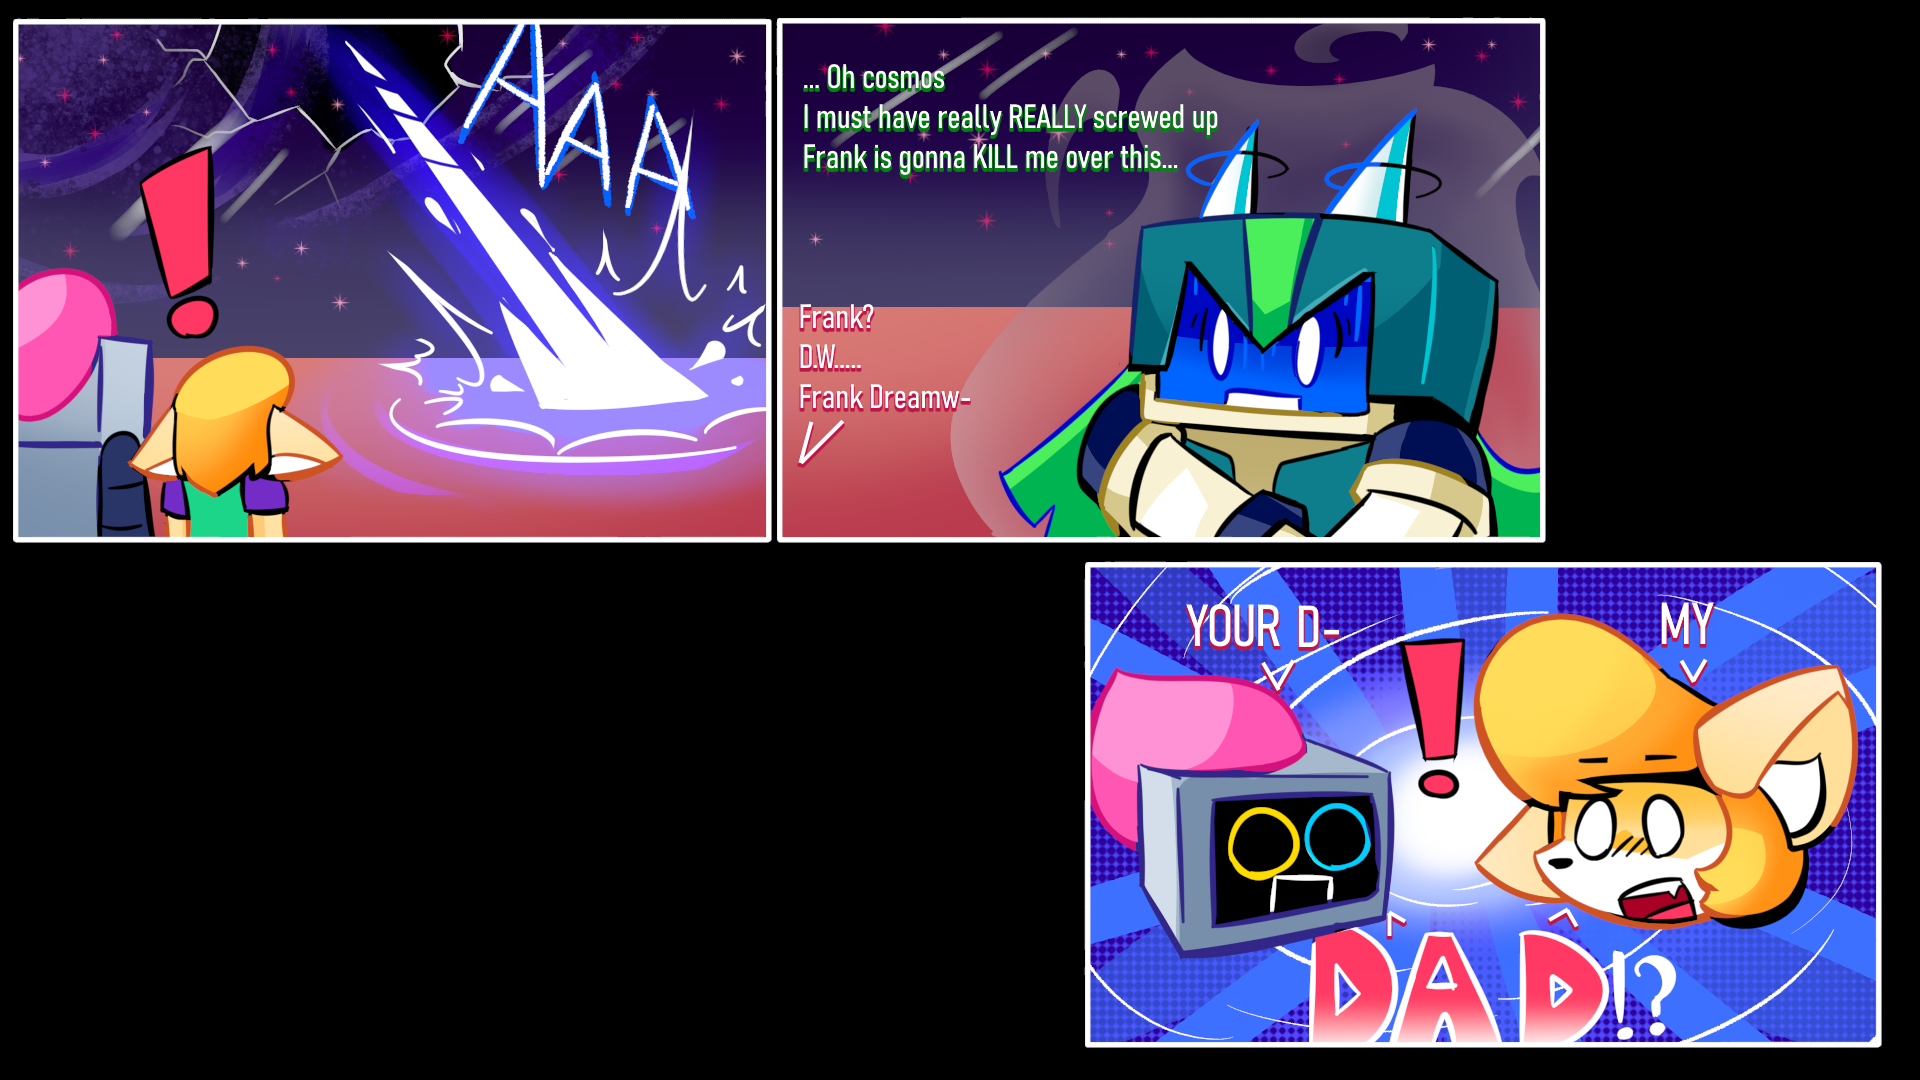 AAA
... Oh cosmos
I must have really REALLY screwed up
Frank is gonna KILL me over this...
Frank?
D.W.....
Frank Dreamw-
YOUR D-
MY
DAD!?